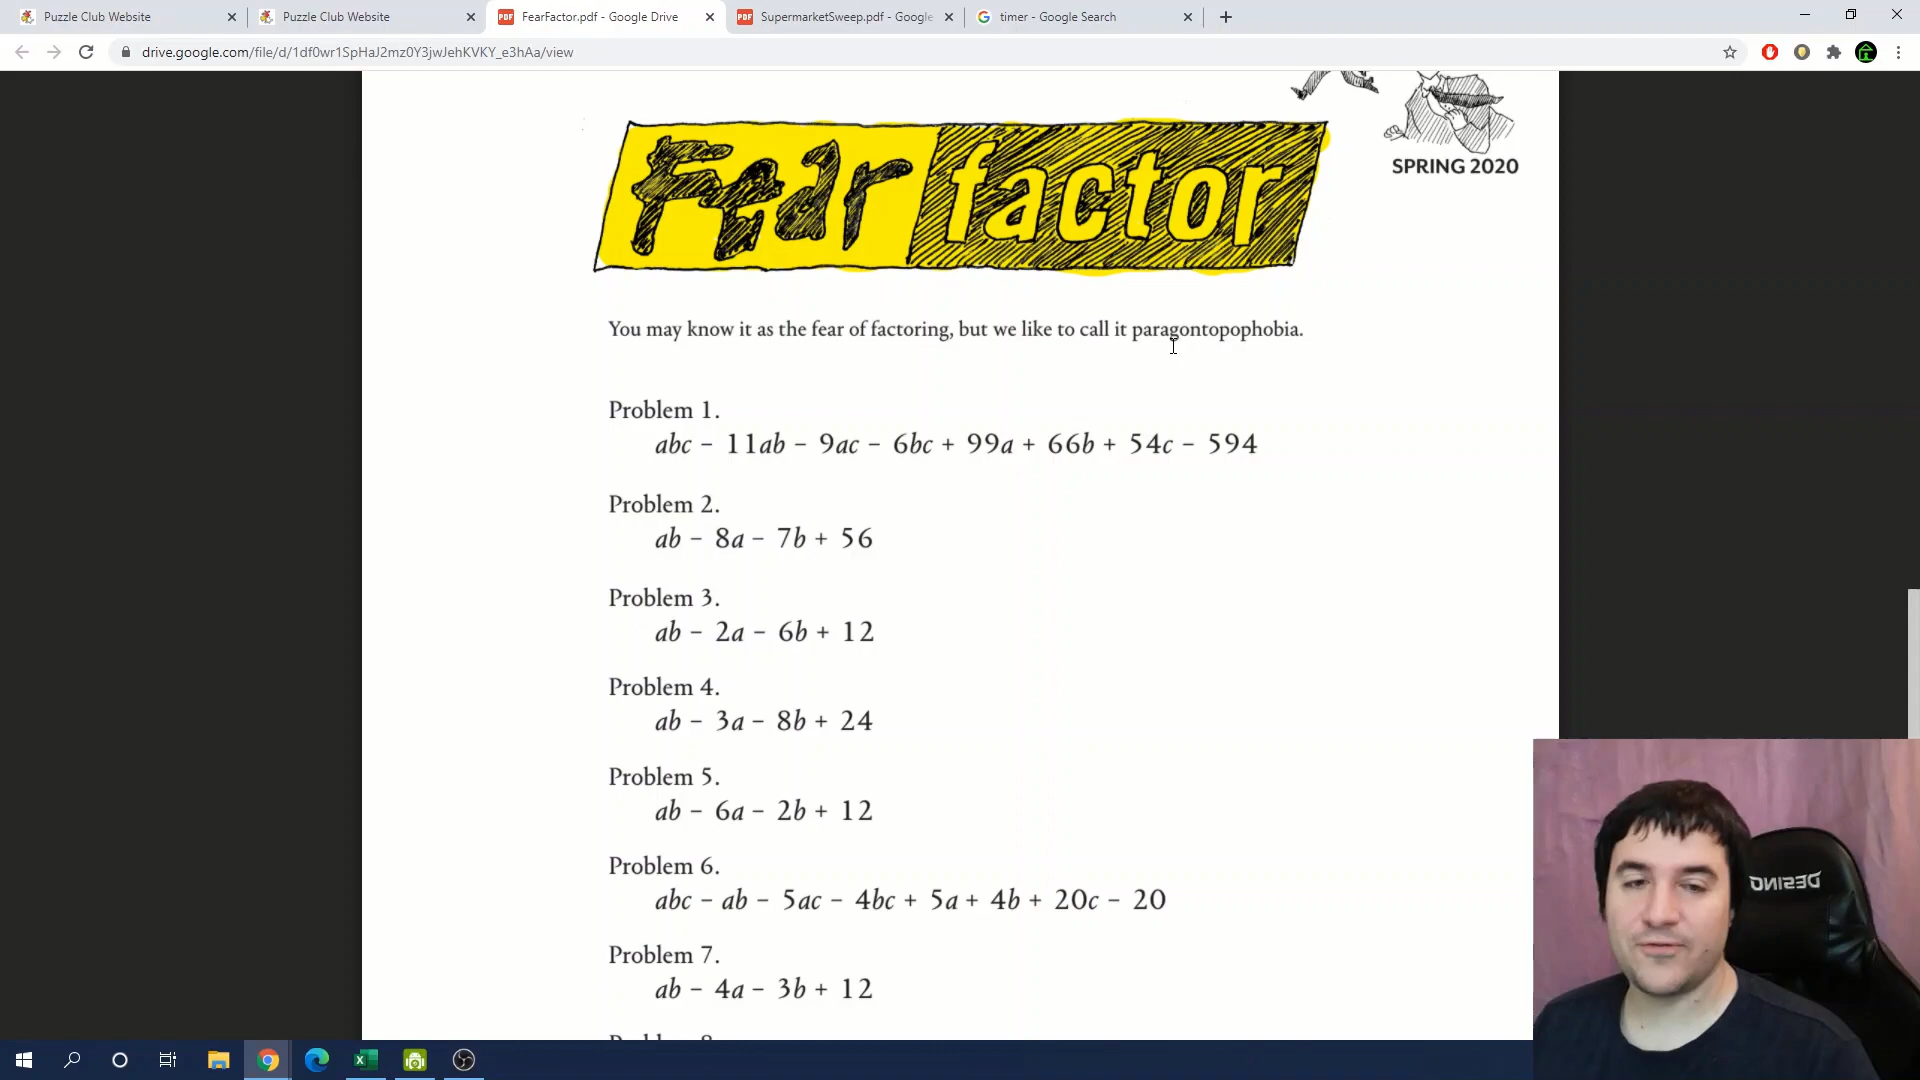 Puzzle Club Website
Puzzle Club Website
FearFactor.pdf - Google Drive
SupermarketSweep.pdf - Google
timer - Google Search
drive.google.com/file/d/1df0wr1SpHaJ2mz0Y3jwJehKVKY_e3hAa/view
Fear factor
SPRING 2020
You may know it as the fear of factoring, but we like to call it paragontopophobia.
Problem 1.
abc − 11ab − 9ac − 6bc + 99a + 66b + 54c − 594
Problem 2.
ab − 8a − 7b + 56
Problem 3.
ab − 2a − 6b + 12
Problem 4.
ab − 3a − 8b + 24
Problem 5.
ab − 6a − 2b + 12
Problem 6.
abc − ab − 5ac − 4bc + 5a + 4b + 20c − 20
Problem 7.
ab − 4a − 3b + 12
DESINO